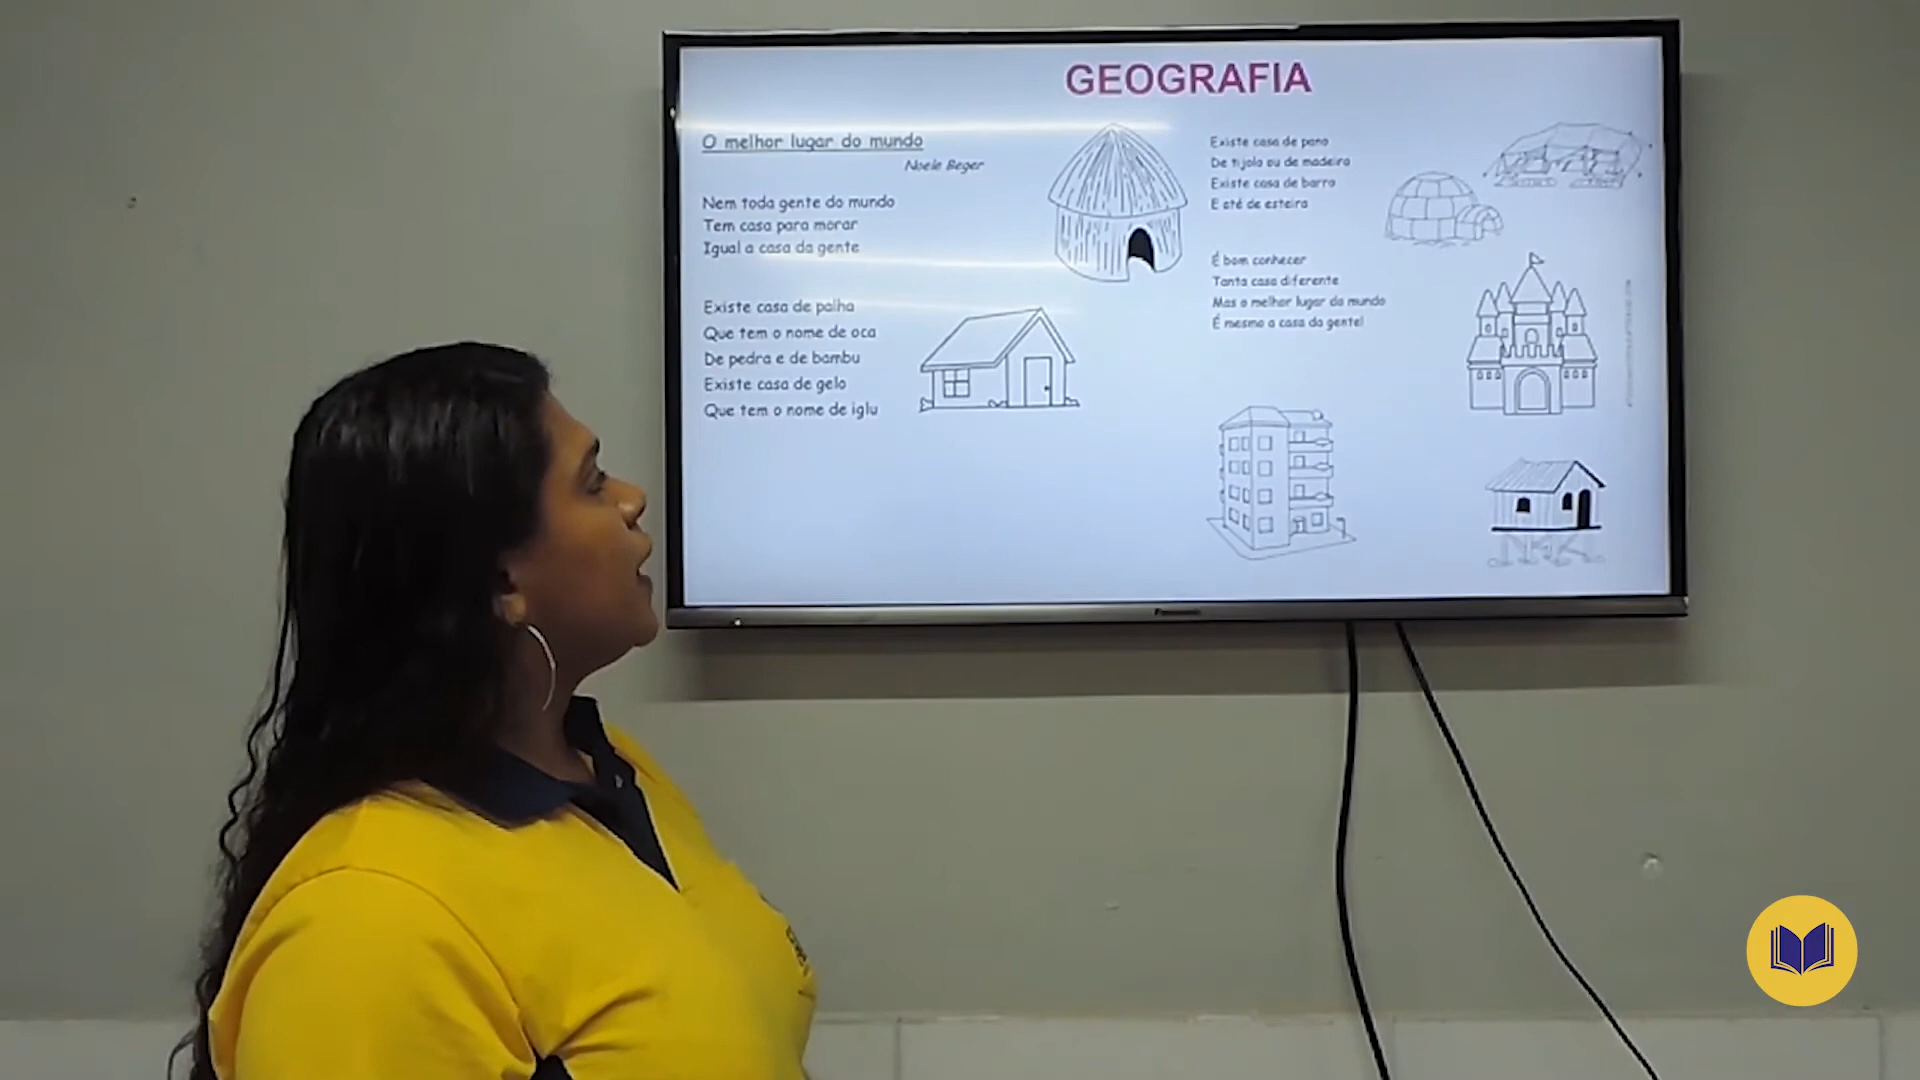 GEOGRAFIA
O melhor lugar do mundo
Noele Beger
Nem toda gente do mundo
Tem casa para morar
Igual a casa da gente
Existe casa de palha
Que tem o nome de oca
De pedra e de bambu
Existe casa de gelo
Que tem o nome de iglu
Existe casa de pano
De tijolo ou de madeira
Existe casa de barro
E até de esteira
É bom conhecer
Tanta casa diferente
Mas o melhor lugar do mundo
É mesmo a casa da gente!
Panasonic